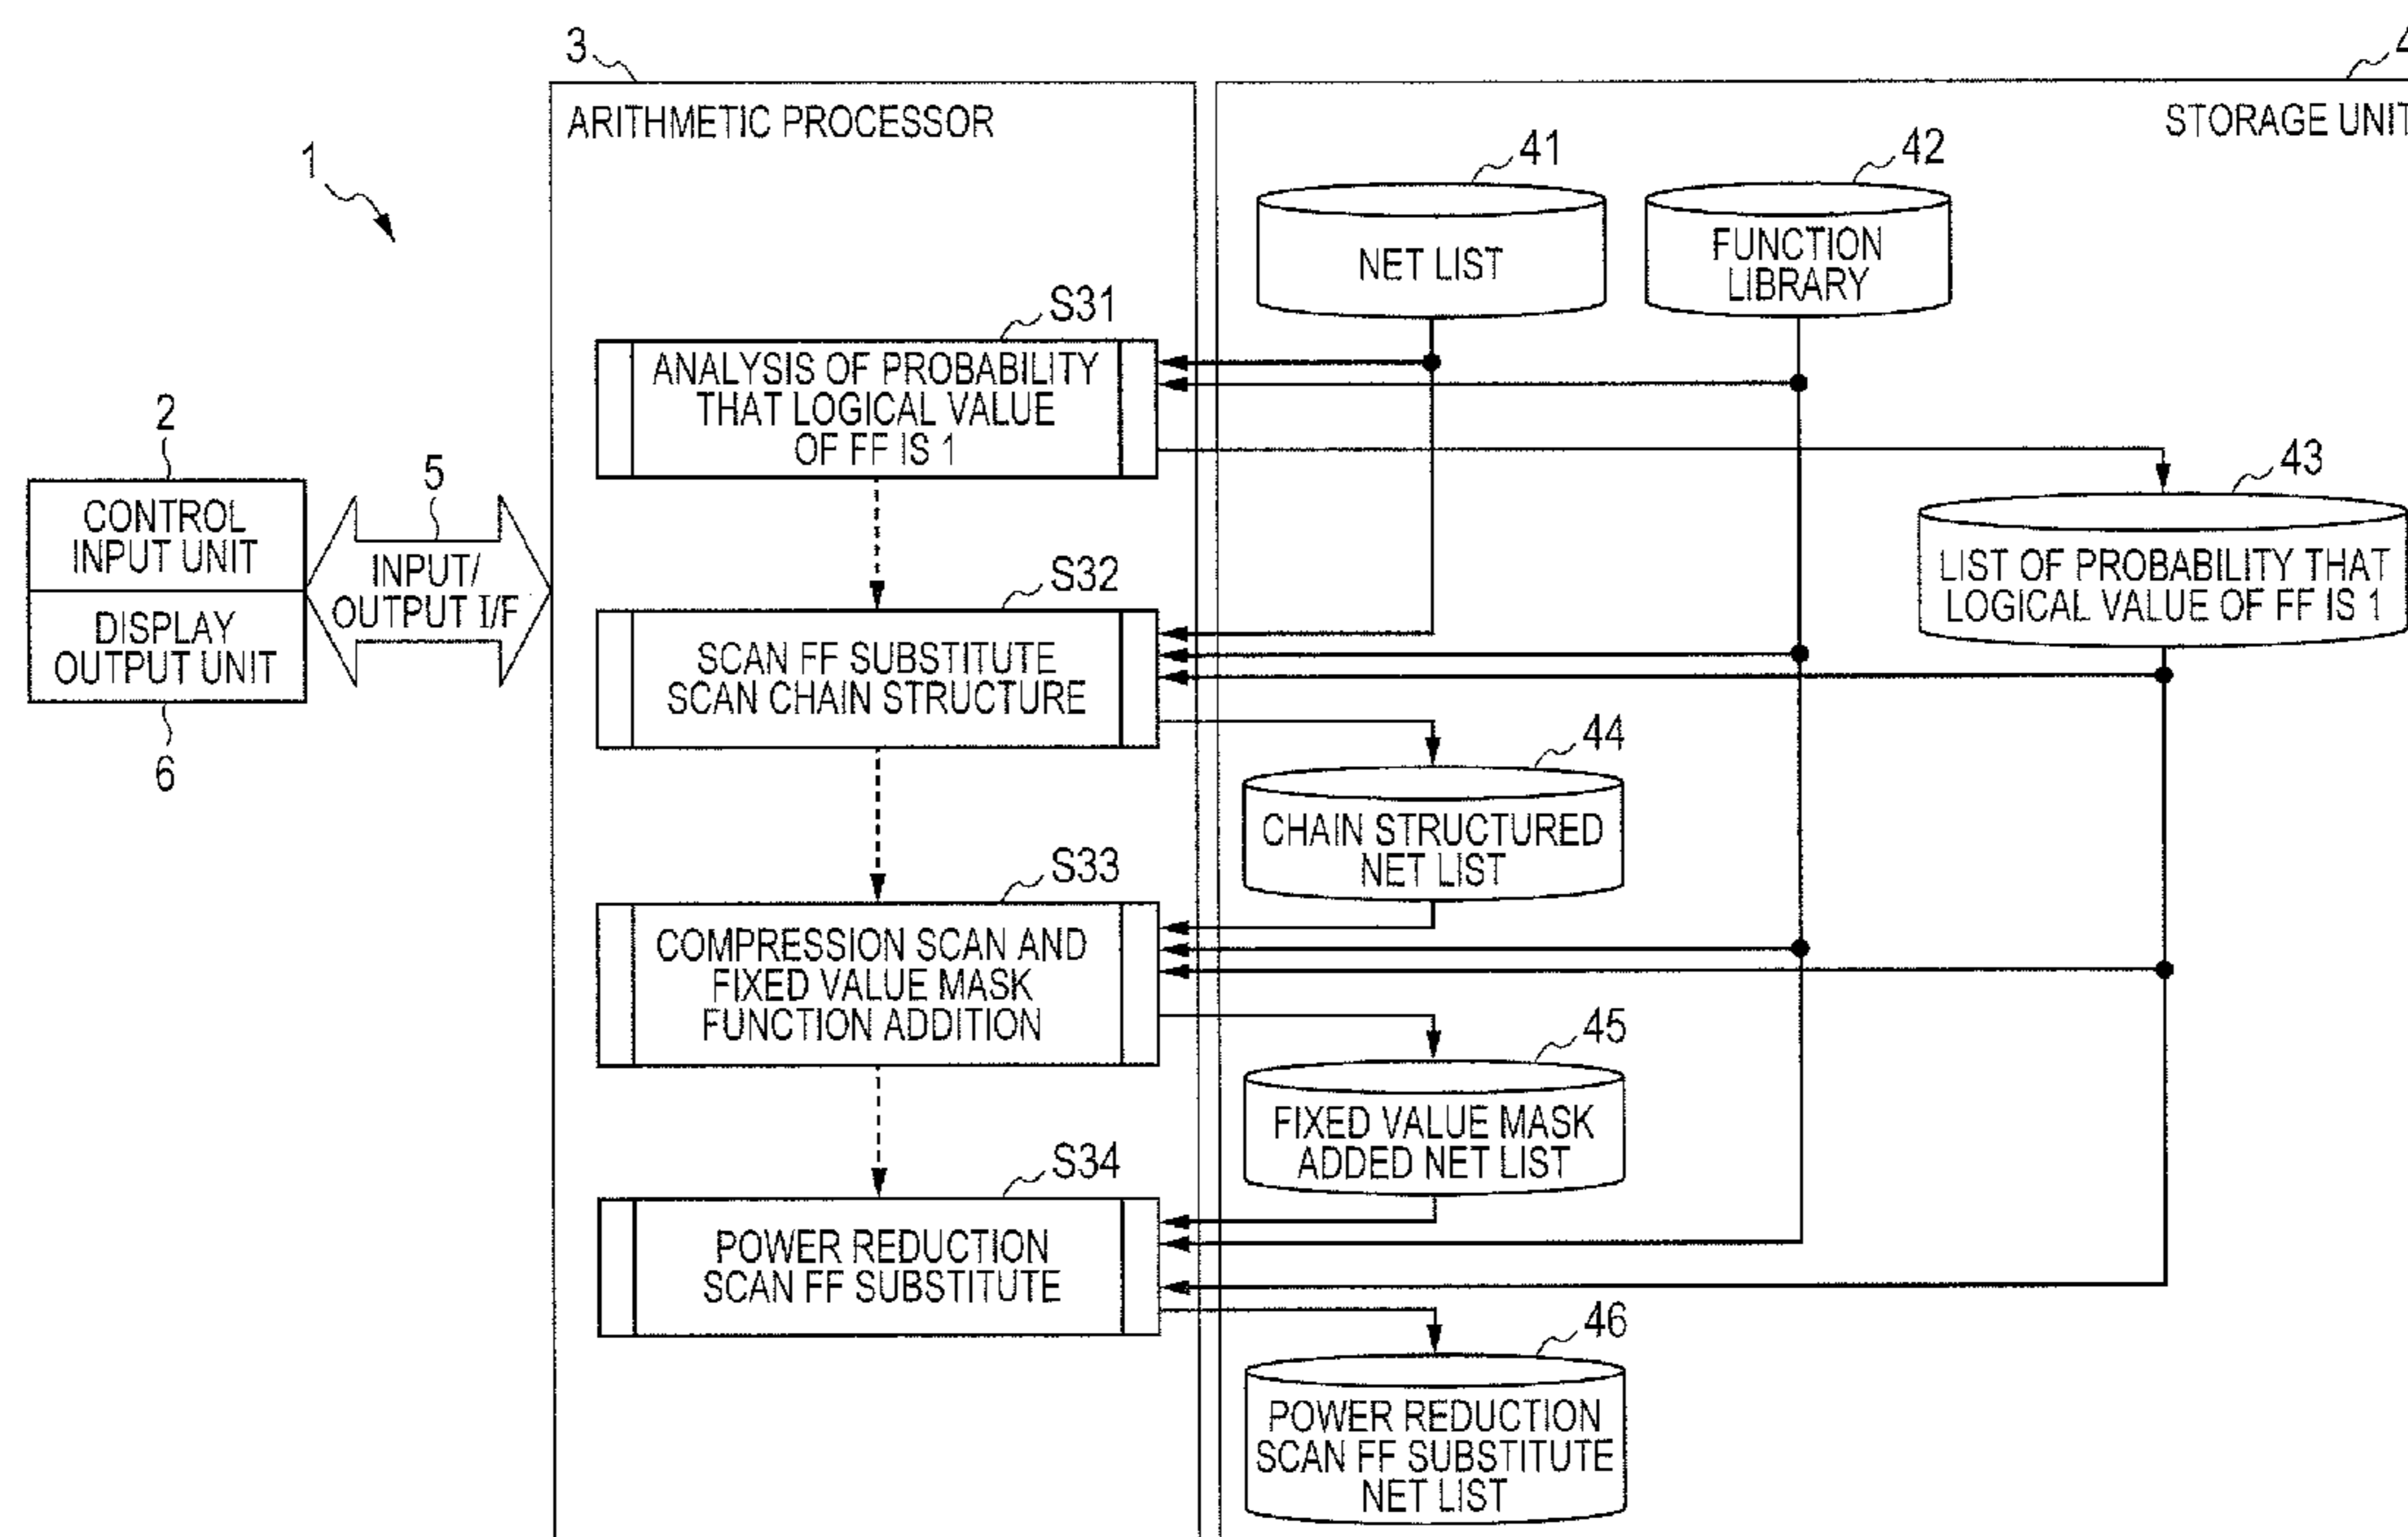 3
4
ARITHMETIC PROCESSOR
STORAGE UNIT
1
41
42
NET LIST
FUNCTION
LIBRARY
S31
ANALYSIS OF PROBABILITY
THAT LOGICAL VALUE
OF FF IS 1
2
CONTROL
INPUT UNIT
5
INPUT/
OUTPUT I/F
DISPLAY
OUTPUT UNIT
6
43
LIST OF PROBABILITY THAT
LOGICAL VALUE OF FF IS 1
S32
SCAN FF SUBSTITUTE
SCAN CHAIN STRUCTURE
44
CHAIN STRUCTURED
NET LIST
S33
COMPRESSION SCAN AND
FIXED VALUE MASK
FUNCTION ADDITION
45
FIXED VALUE MASK
ADDED NET LIST
S34
POWER REDUCTION
SCAN FF SUBSTITUTE
46
POWER REDUCTION
SCAN FF SUBSTITUTE
NET LIST